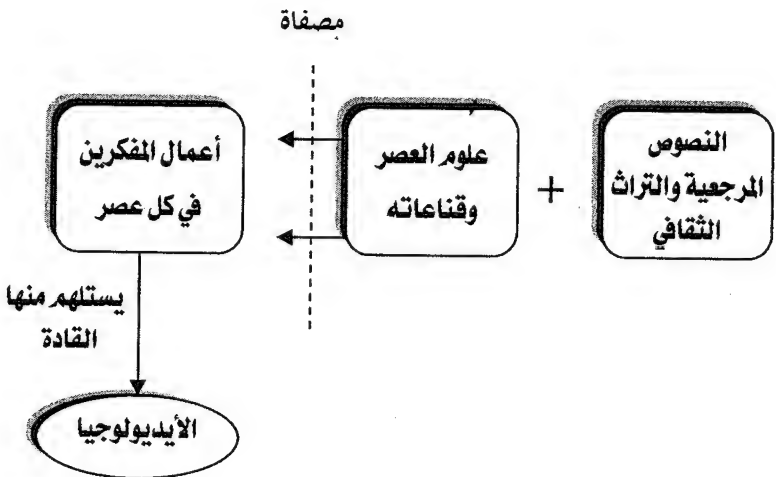 مصفاة
النصوص
المرجعية والتراث
الثقافي
+
علوم العصر
وقناعاته
أعمال المفكرين
في كل عصر
يستلهم منها
القادة
الأيديولوجيا